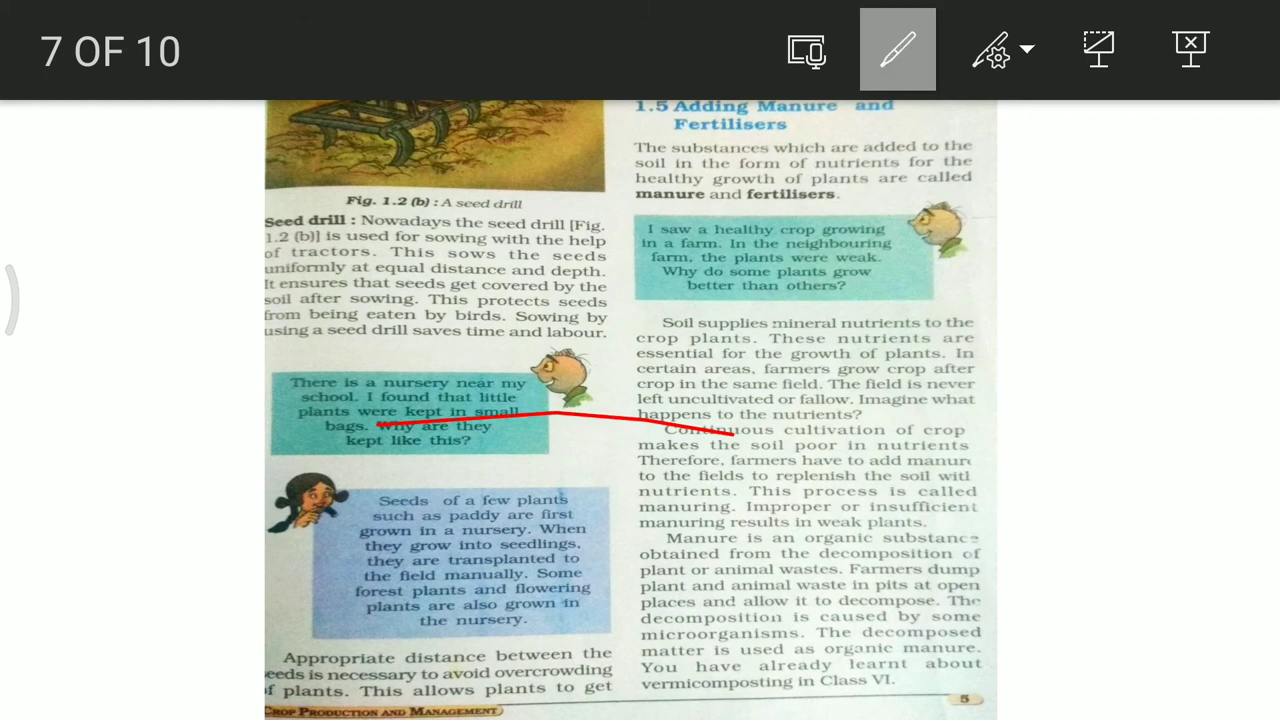 7 OF 10
Fig. 1.2 (b) : A seed drill
Seed drill : Nowadays the seed drill [Fig.
1.2 (b)] is used for sowing with the help
of tractors. This sows the seeds
uniformly at equal distance and depth.
It ensures that seeds get covered by the
soil after sowing. This protects seeds
from being eaten by birds. Sowing by
using a seed drill saves time and labour.
There is a nursery near my
school. I found that little
plants were kept in small
bags. Why are they
kept like this?
Seeds of a few plants
such as paddy are first
grown in a nursery. When
they grow into seedlings,
they are transplanted to
the field manually. Some
forest plants and flowering
plants are also grown in
the nursery.
Appropriate distance between the
eeds is necessary to avoid overcrowding
of plants. This allows plants to get
CROP PRODUCTION AND MANAGEMENT
1.5 Adding Manure and
Fertilisers
The substances which are added to the
soil in the form of nutrients for the
healthy growth of plants are called
manure and fertilisers.
I saw a healthy crop growing
in a farm. In the neighbouring
farm, the plants were weak.
Why do some plants grow
better than others?
Soil supplies mineral nutrients to the
crop plants. These nutrients are
essential for the growth of plants. In
certain areas, farmers grow crop after
crop in the same field. The field is never
left uncultivated or fallow. Imagine what
happens to the nutrients?
Continuous cultivation of crop
makes the soil poor in nutrients
Therefore, farmers have to add manur
to the fields to replenish the soil with
nutrients. This process is called
manuring. Improper or insufficient
manuring results in weak plants.
Manure is an organic substance
obtained from the decomposition of
plant or animal wastes. Farmers dump
plant and animal waste in pits at open
places and allow it to decompose. The
decomposition is caused by some
microorganisms. The decomposed
matter is used as organic manure.
You have already learnt about
vermicomposting in Class VI.
5